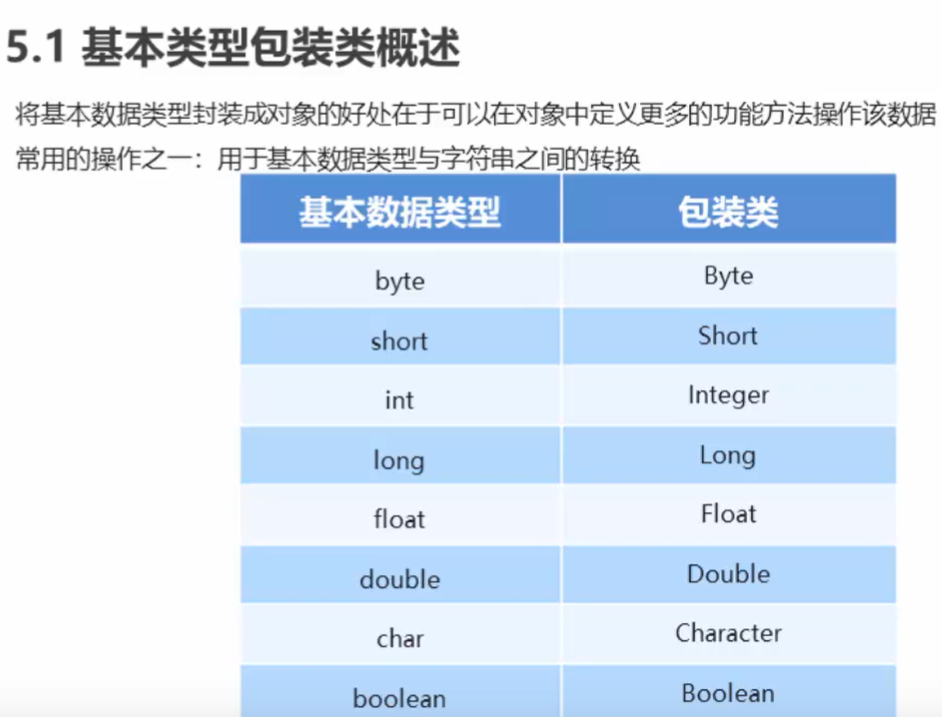 5.1 基本类型包装类概述
将基本数据类型封装成对象的好处在于可以在对象中定义更多的功能方法操作该数据
常用的操作之一：用于基本数据类型与字符串之间的转换
基本数据类型 包装类
byte Byte
short Short
int Integer
long Long
float Float
double Double
char Character
boolean Boolean